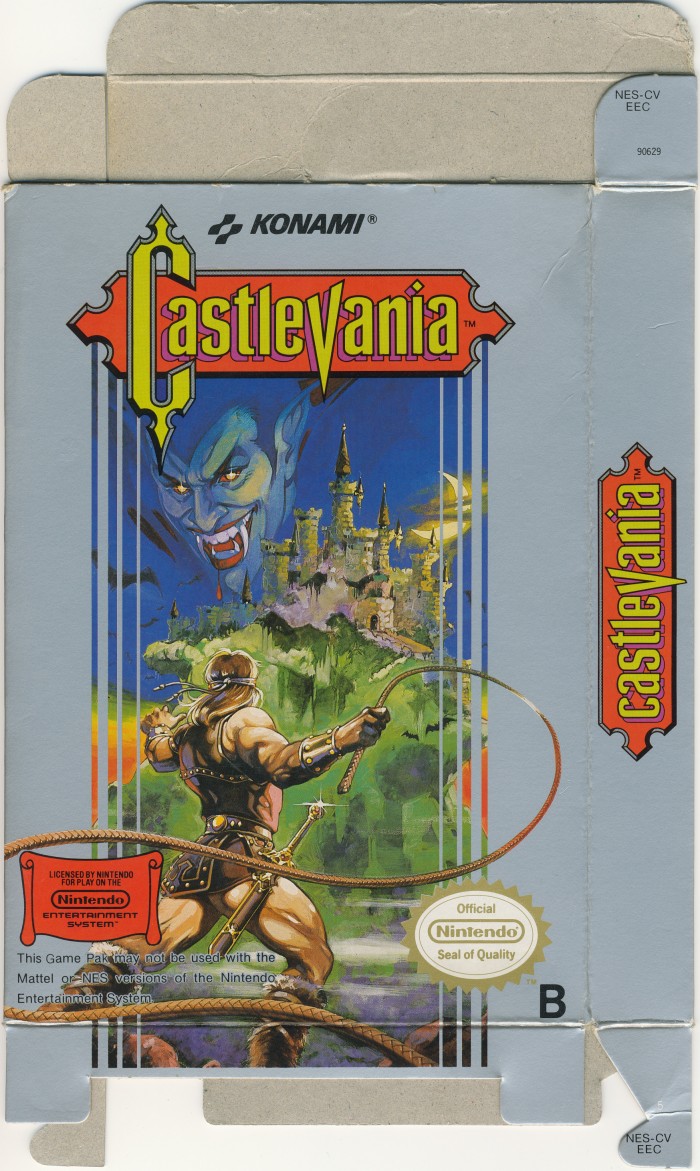 NES-CV
EEC
90629
KONAMI®
CastleVania™
castleVania™
LICENSED BY NINTENDO
FOR PLAY ON THE
Nintendo
ENTERTAINMENT
SYSTEM™
This Game Pak may not be used with the
Mattel or NES versions of the Nintendo
Entertainment System.
Official
Nintendo
Seal of Quality
™
B
NES-CV
EEC